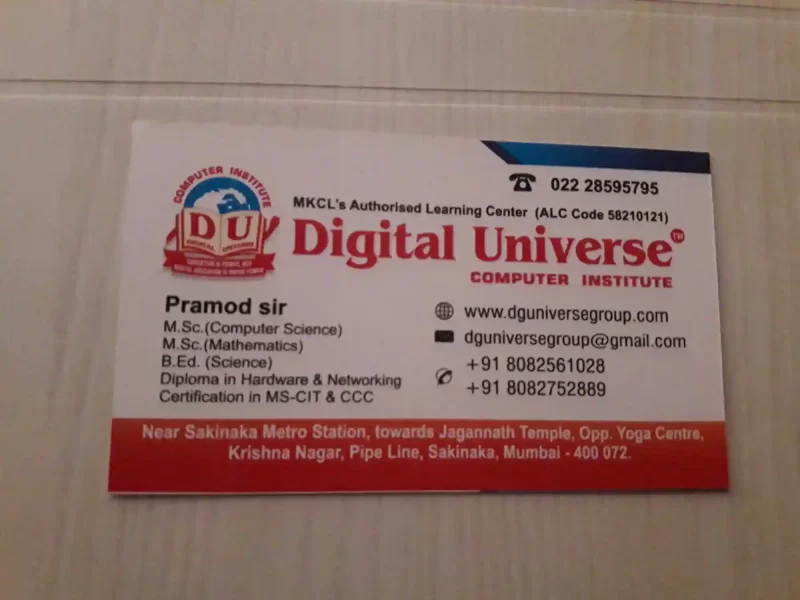 022 28595795
MKCL's Authorised Learning Center (ALC Code 58210121)
COMPUTER INSTITUTE
DU
DIGITAL UNIVERSE
Digital Universe™
COMPUTER INSTITUTE
Pramod sir
M.Sc.(Computer Science)
M.Sc.(Mathematics)
B.Ed. (Science)
Diploma in Hardware & Networking
Certification in MS-CIT & CCC
www.dguniversegroup.com
dguniversegroup@gmail.com
+91 8082561028
+91 8082752889
Near Sakinaka Metro Station, towards Jagannath Temple, Opp. Yoga Centre,
Krishna Nagar, Pipe Line, Sakinaka, Mumbai - 400 072.